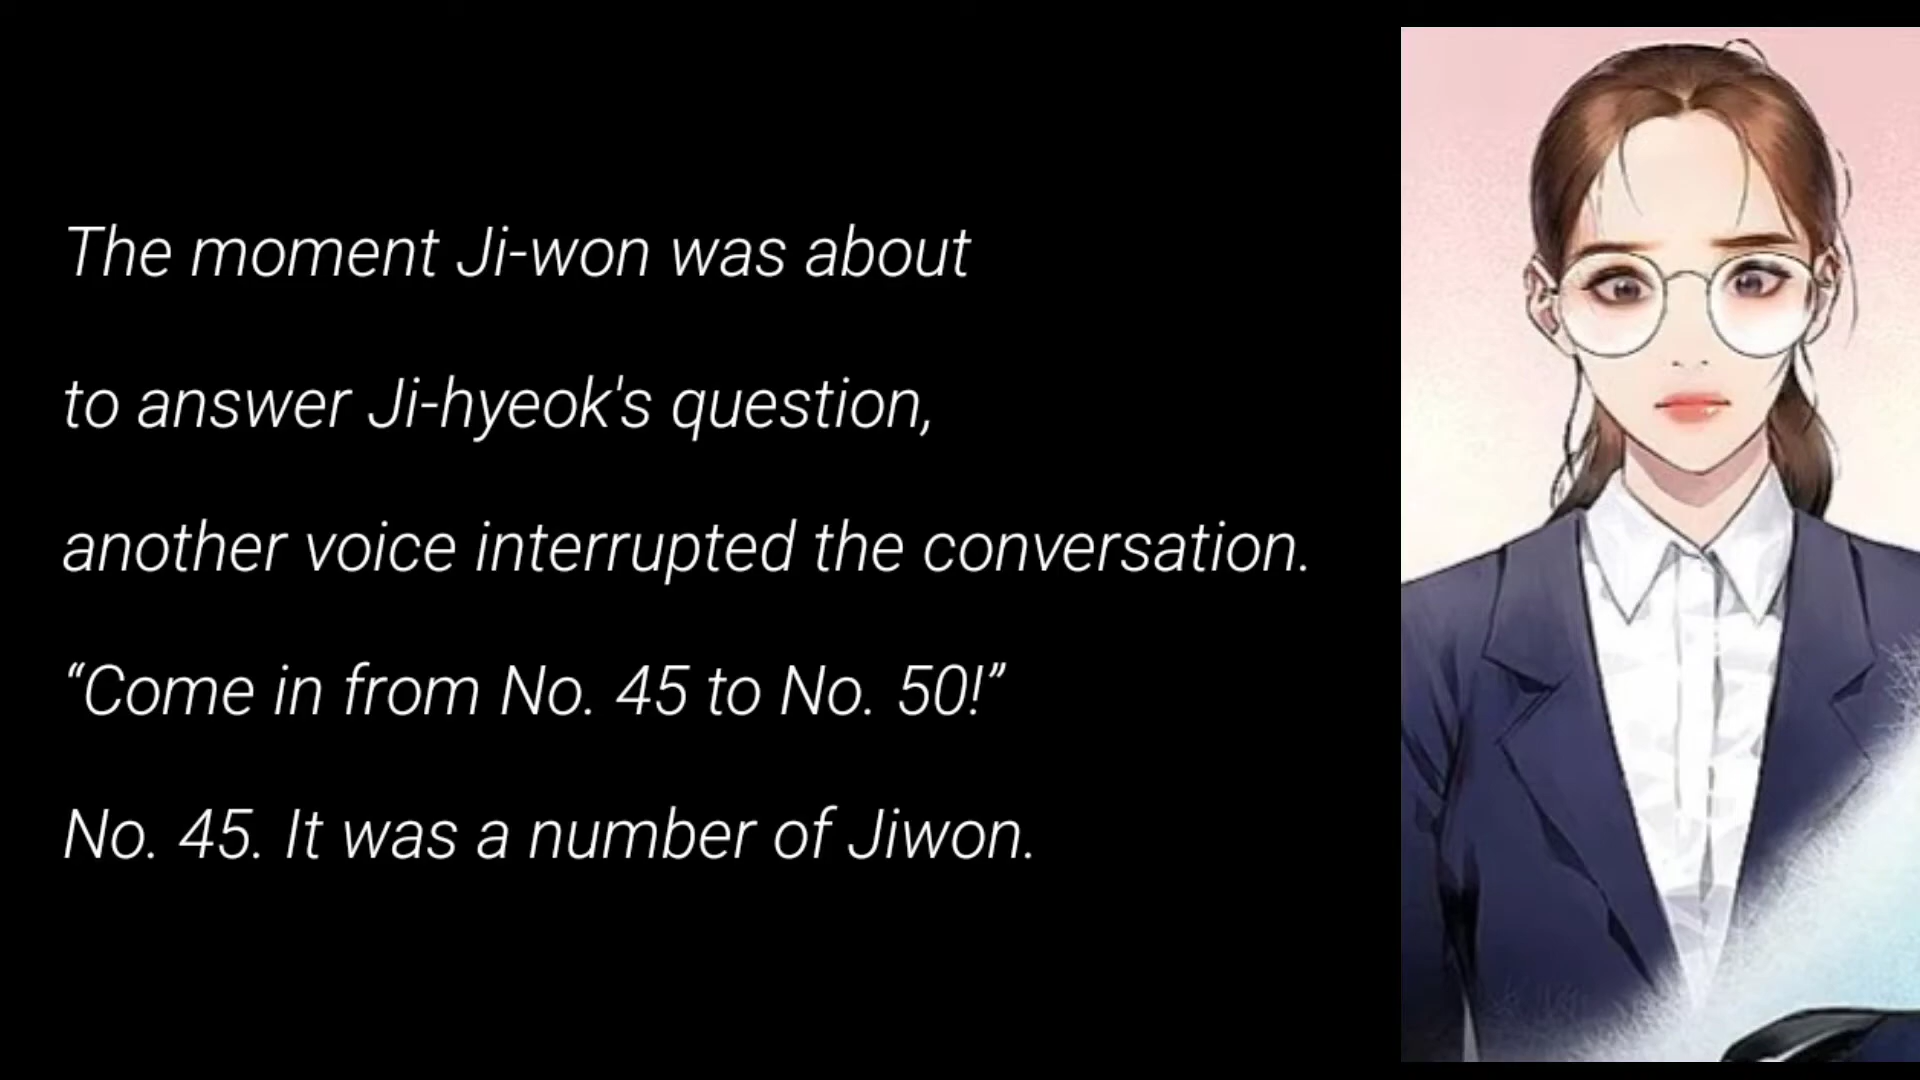 The moment Ji-won was about
to answer Ji-hyeok's question,
another voice interrupted the conversation.
“Come in from No. 45 to No. 50!”
No. 45. It was a number of Jiwon.